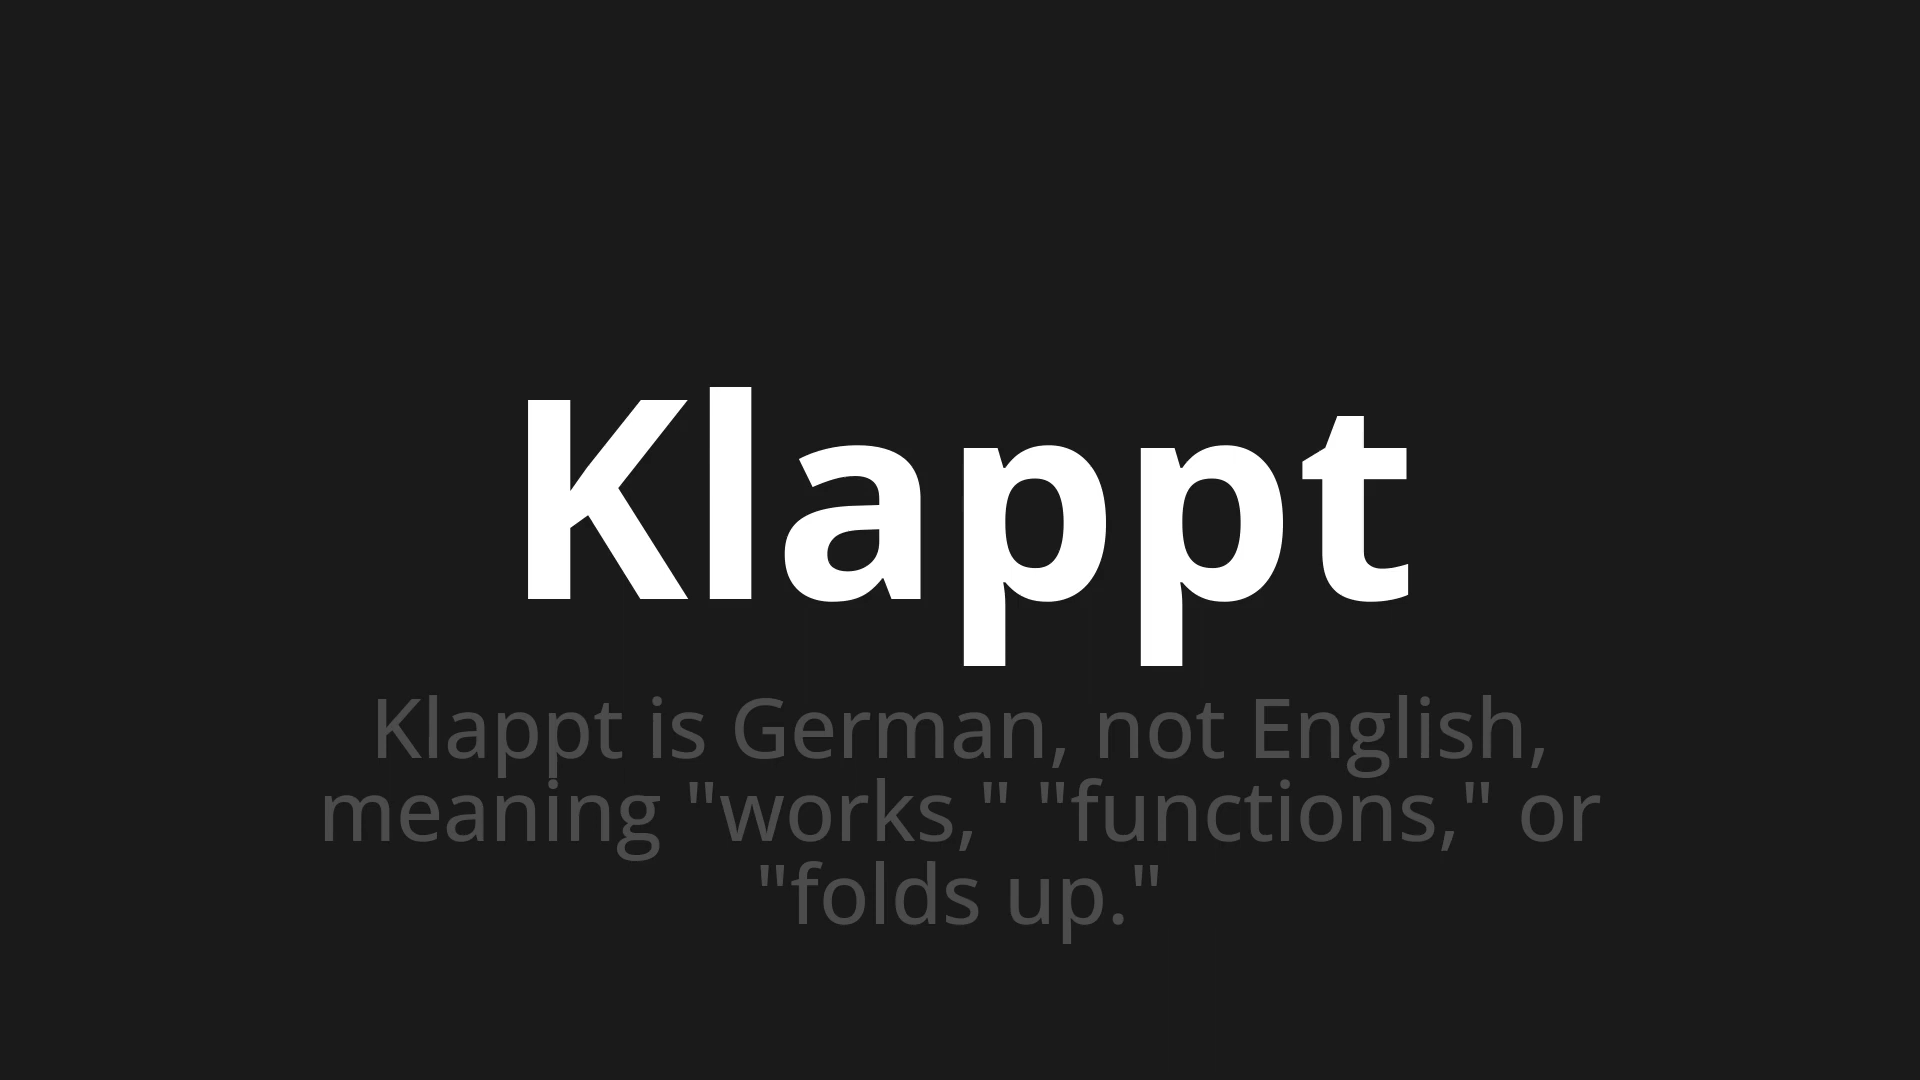 Klappt
Klappt is German, not English,
meaning "works," "functions," or
"folds up."